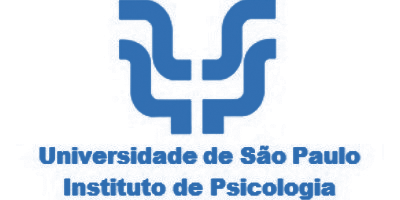 Universidade de São Paulo
Instituto de Psicologia